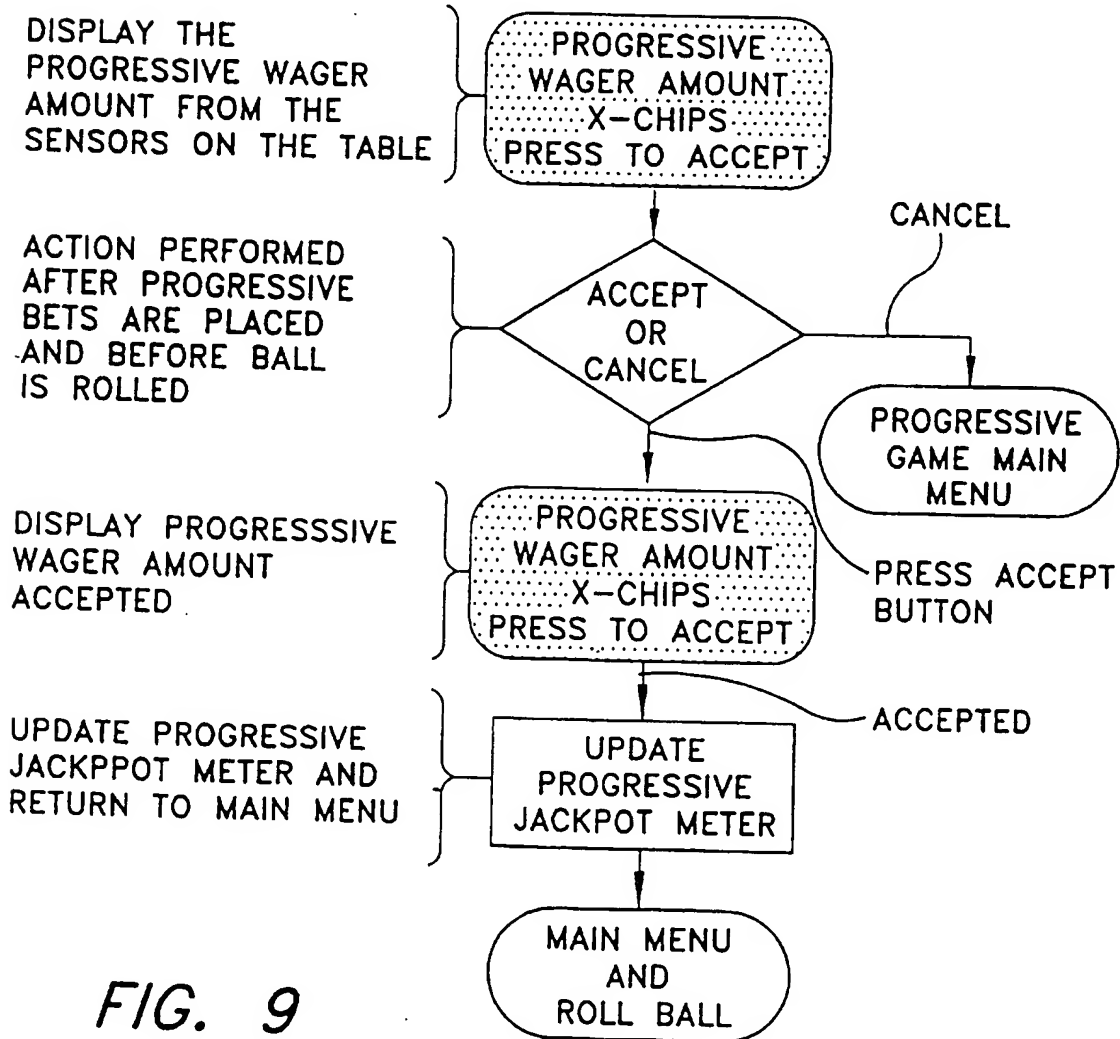 DISPLAY THE
PROGRESSIVE WAGER
AMOUNT FROM THE
SENSORS ON THE TABLE
PROGRESSIVE
WAGER AMOUNT
X-CHIPS
PRESS TO ACCEPT
ACTION PERFORMED
AFTER PROGRESSIVE
BETS ARE PLACED
AND BEFORE BALL
IS ROLLED
ACCEPT
OR
CANCEL
CANCEL
PROGRESSIVE
GAME MAIN
MENU
DISPLAY PROGRESSSIVE
WAGER AMOUNT
ACCEPTED
PROGRESSIVE
WAGER AMOUNT
X-CHIPS
PRESS TO ACCEPT
PRESS ACCEPT
BUTTON
UPDATE PROGRESSIVE
JACKPPOT METER AND
RETURN TO MAIN MENU
UPDATE
PROGRESSIVE
JACKPOT METER
ACCEPTED
MAIN MENU
AND
ROLL BALL
FIG. 9